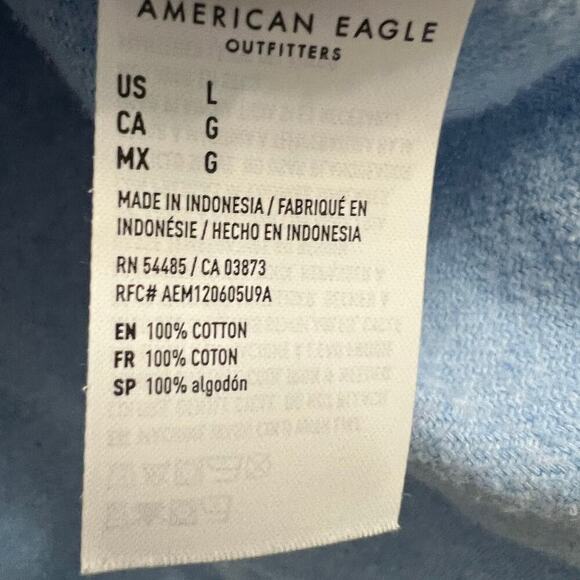 AMERICAN EAGLE
OUTFITTERS
US L
CA G
MX G
MADE IN INDONESIA / FABRIQUÉ EN
INDONÉSIE / HECHO EN INDONESIA
RN 54485 / CA 03873
RFC# AEM120605U9A
EN 100% COTTON
FR 100% COTON
SP 100% algodón